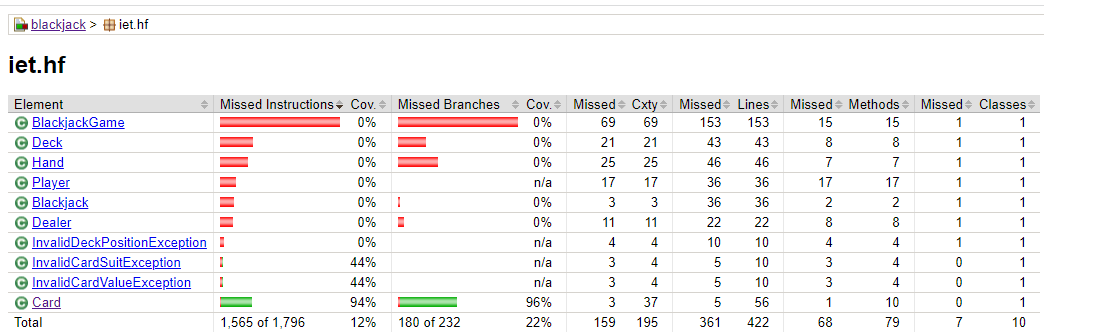 blackjack > iet.hf
iet.hf
Element Missed Instructions Cov. Missed Branches Cov. Missed Cxty Missed Lines Missed Methods Missed Classes
BlackjackGame 0% 0% 69 69 153 153 15 15 1 1
Deck 0% 0% 21 21 43 43 8 8 1 1
Hand 0% 0% 25 25 46 46 7 7 1 1
Player 0% n/a 17 17 36 36 17 17 1 1
Blackjack 0% 0% 3 3 36 36 2 2 1 1
Dealer 0% 0% 11 11 22 22 8 8 1 1
InvalidDeckPositionException 0% n/a 4 4 10 10 4 4 1 1
InvalidCardSuitException 44% n/a 3 4 5 10 3 4 0 1
InvalidCardValueException 44% n/a 3 4 5 10 3 4 0 1
Card 94% 96% 3 37 5 56 1 10 0 1
Total 1,565 of 1,796 12% 180 of 232 22% 159 195 361 422 68 79 7 10